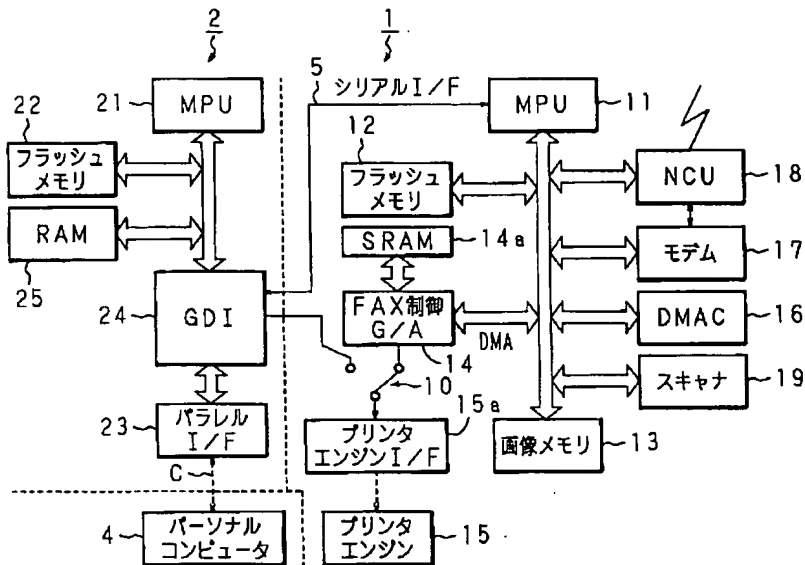 2
1
21
MPU
5
シリアルI/F
MPU
11
22
フラッシュ
メモリ
12
フラッシュ
メモリ
NCU
18
RAM
25
SRAM
14a
モデム
17
24
GDI
FAX制御
G/A
14
DMA
DMAC
16
10
スキャナ
19
23
パラレル
I/F
15a
プリンタ
エンジンI/F
画像メモリ
13
C
4
パーソナル
コンピュータ
プリンタ
エンジン
15